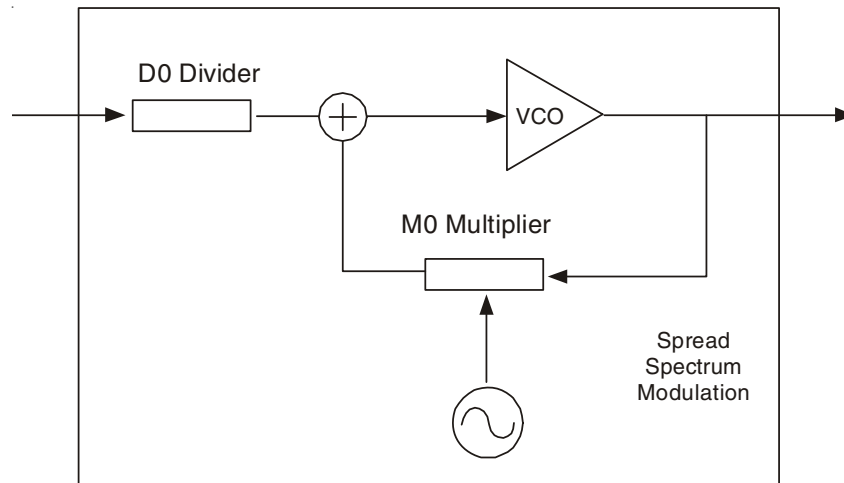 D0 Divider
VCO
M0 Multiplier
Spread
Spectrum
Modulation